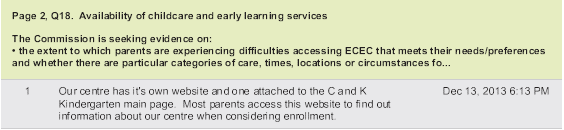 Page 2, Q18. Availability of childcare and early learning services
The Commission is seeking evidence on:
• the extent to which parents are experiencing difficulties accessing ECEC that meets their needs/preferences
and whether there are particular categories of care, times, locations or circumstances fo...
1 Our centre has it's own website and one attached to the C and K Dec 13, 2013 6:13 PM
Kindergarten main page. Most parents access this website to find out
information about our centre when considering enrollment.